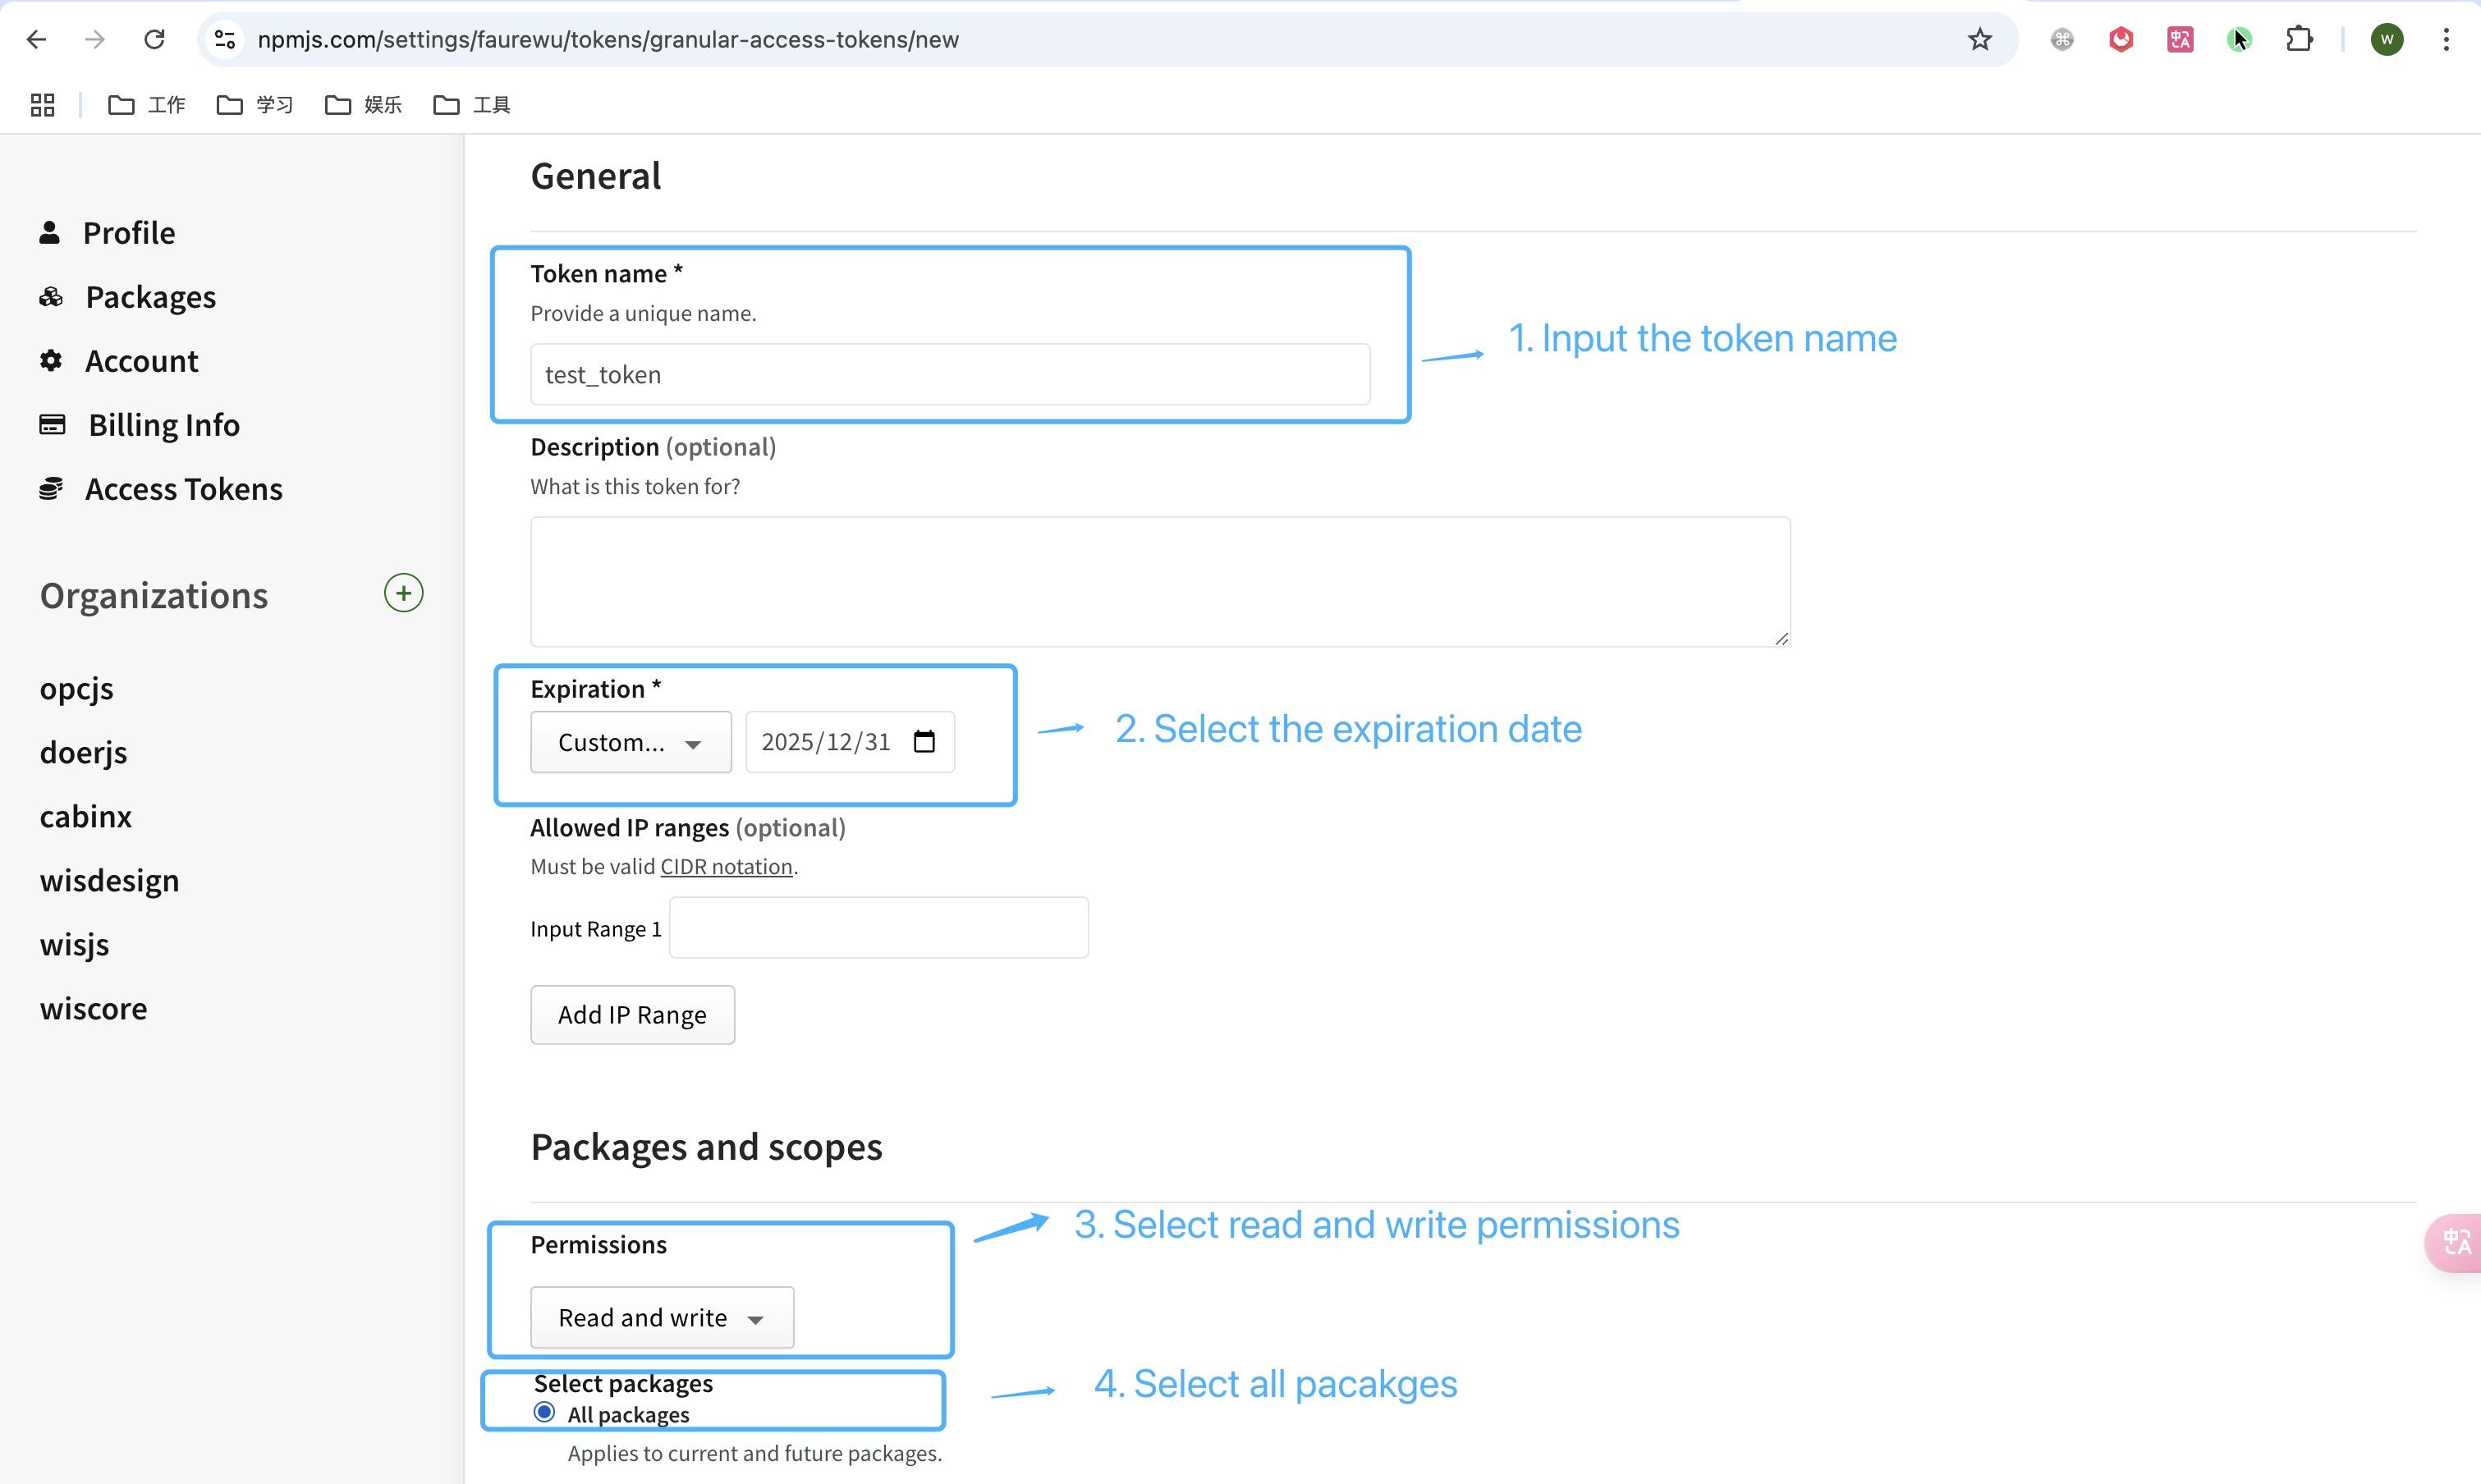 npmjs.com/settings/faurewu/tokens/granular-access-tokens/new
W
工作 学习 娱乐 工具
Profile
Packages
Account
Billing Info
Access Tokens
Organizations
opcjs
doerjs
cabinx
wisdesign
wisjs
wiscore
General
Token name *
Provide a unique name.
test_token
1. Input the token name
Description (optional)
What is this token for?
Expiration *
Custom... 2025/12/31
2. Select the expiration date
Allowed IP ranges (optional)
Must be valid CIDR notation.
Input Range 1
Add IP Range
Packages and scopes
3. Select read and write permissions
Permissions
Read and write
4. Select all pacakges
Select packages
All packages
Applies to current and future packages.